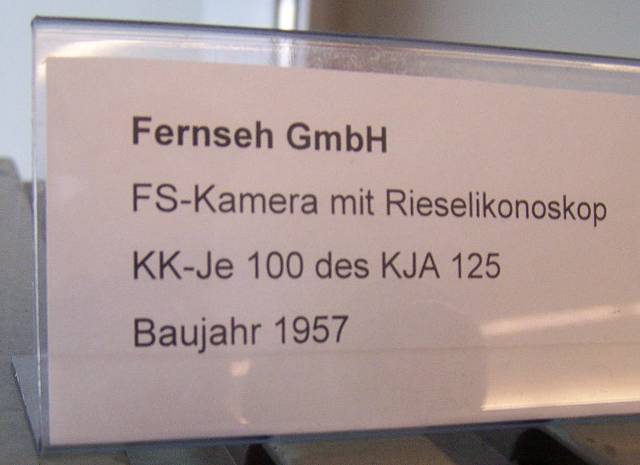 Fernseh GmbH
FS-Kamera mit Rieselikonoskop
KK-Je 100 des KJA 125
Baujahr 1957